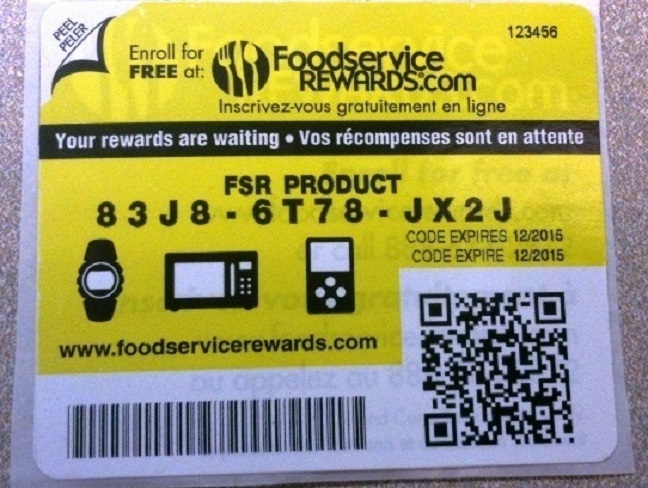 PEEL
PELER
123456
Enroll for
FREE at:
Foodservice
REWARDS.com
Inscrivez-vous gratuitement en ligne
Your rewards are waiting • Vos récompenses sont en attente
FSR PRODUCT
83J8-6T78-JX2J
CODE EXPIRES 12/2015
CODE EXPIRE 12/2015
www.foodservicerewards.com